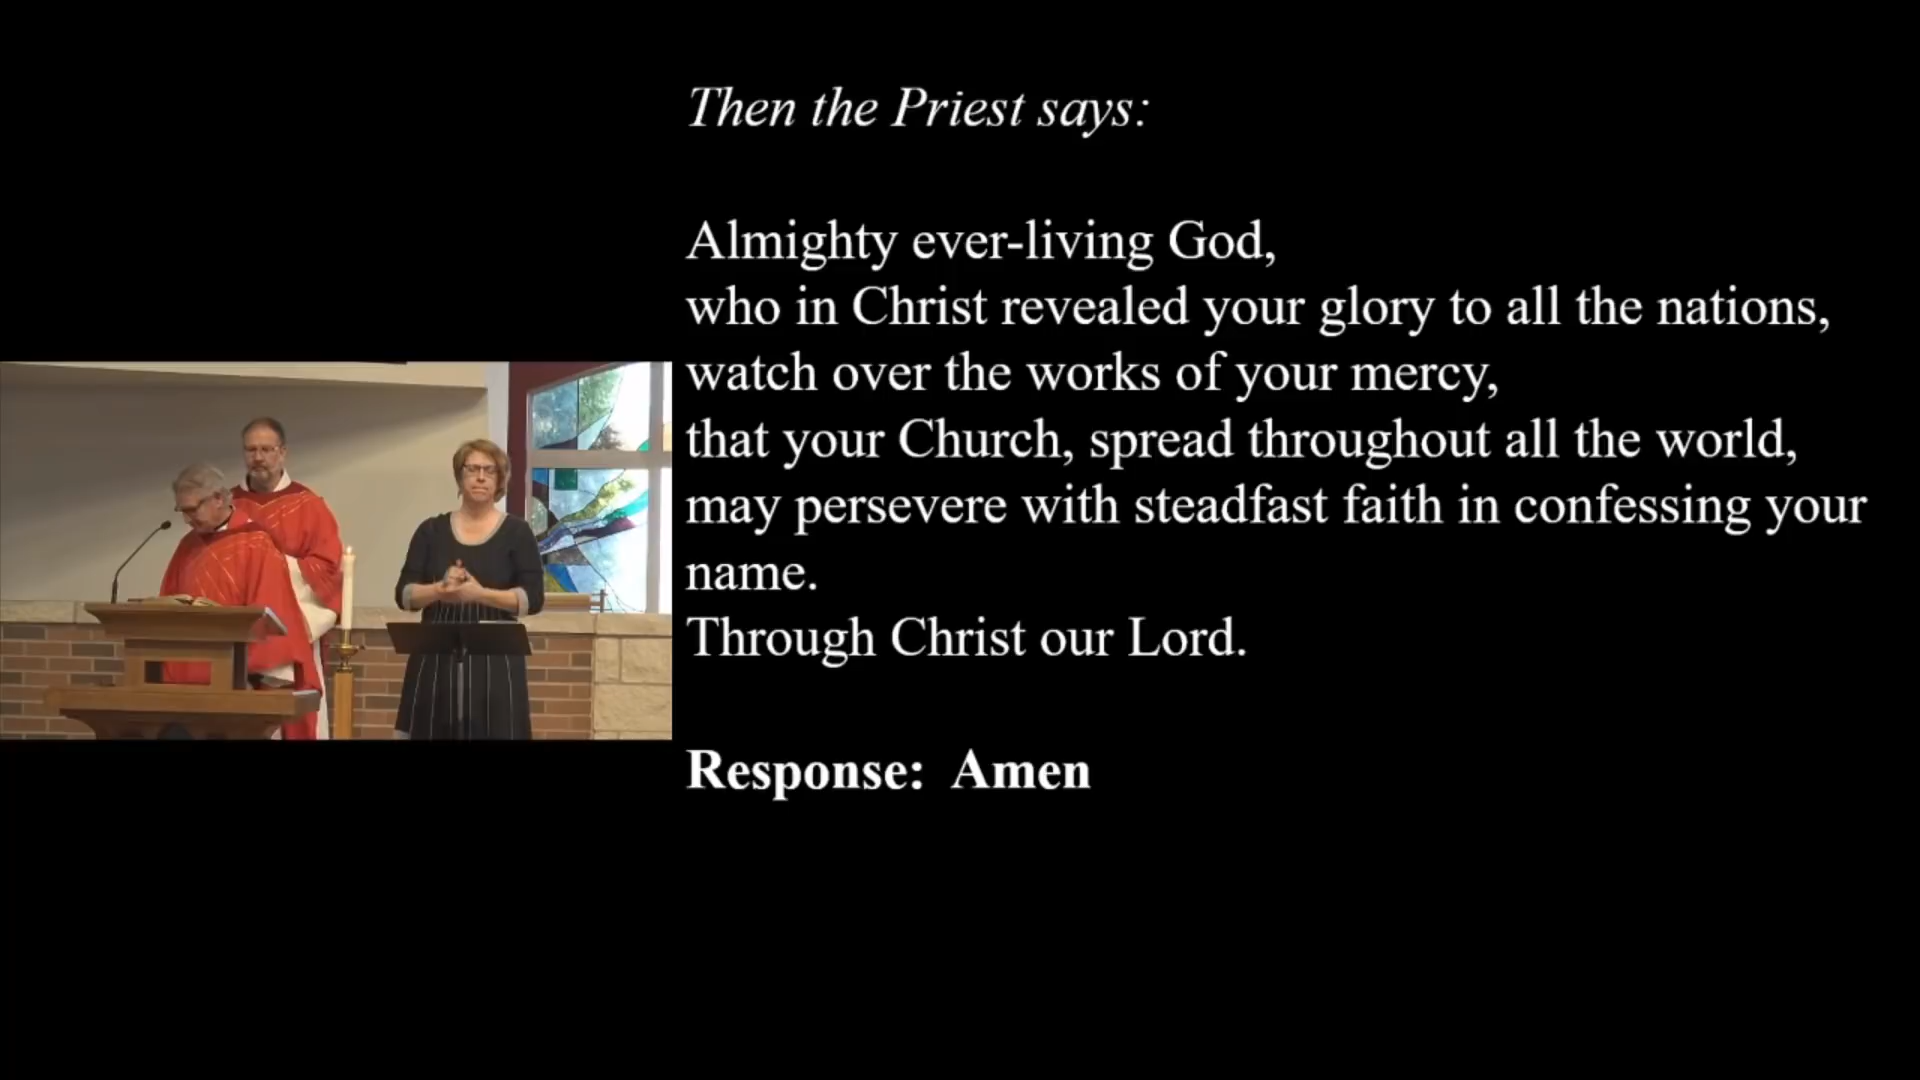 Then the Priest says:
Almighty ever-living God,
who in Christ revealed your glory to all the nations,
watch over the works of your mercy,
that your Church, spread throughout all the world,
may persevere with steadfast faith in confessing your
name.
Through Christ our Lord.
Response:  Amen